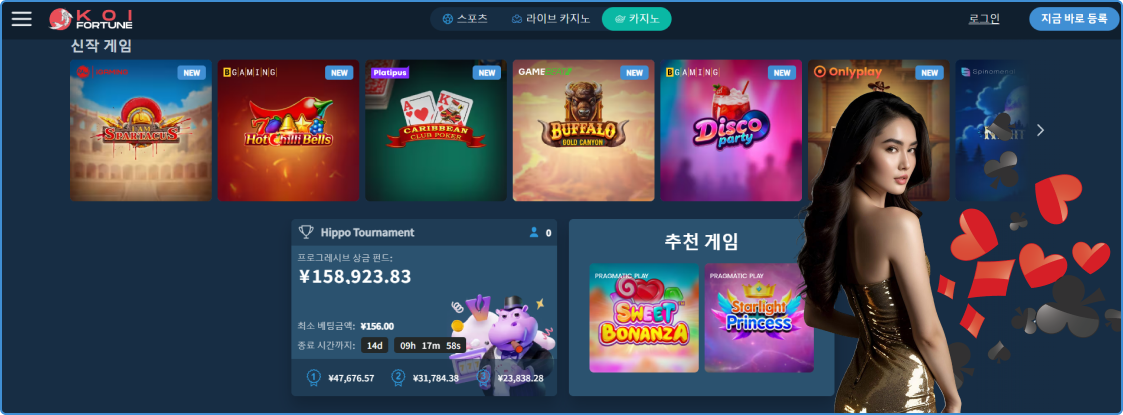 KOI
FORTUNE
스포츠
라이브 카지노
카지노
로그인
지금 바로 등록
신작 게임
NEW
I AM
SPARTACUS
BGAMING
NEW
Hot Chilli Bells
Platipus
NEW
CARIBBEAN
CLUB POKER
GAME
NEW
BUFFALO
GOLD CANYON
BGAMING
NEW
Disco
party
Onlyplay
NEW
Hippo Tournament
0
프로그레시브 상금 펀드:
¥158,923.83
최소 베팅금액: ¥156.00
종료 시간까지: 14d 09h 17m 58s
1 ¥47,676.57
2 ¥31,784.38
3 ¥23,838.28
추천 게임
PRAGMATIC PLAY
SWEET
BONANZA
PRAGMATIC PLAY
Starlight
Princess